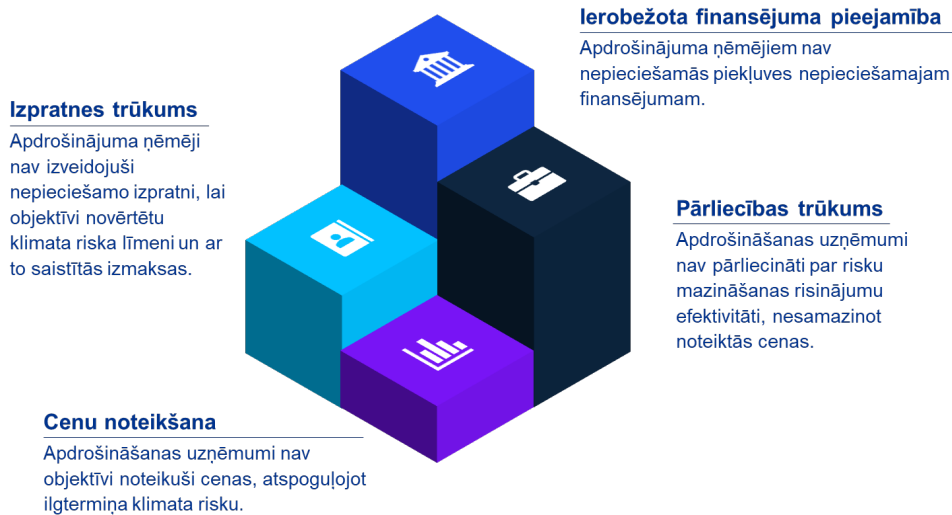 Ierobežota finansējuma pieejamība
Apdrošinājuma ņēmējiem nav
nepieciešamās piekļuves nepieciešamajam
finansējumam.
Izpratnes trūkums
Apdrošinājuma ņēmēji
nav izveidojuši
nepieciešamo izpratni, lai
objektīvi novērtētu
klimata riska līmeni un ar
to saistītās izmaksas.
Pārliecības trūkums
Apdrošināšanas uzņēmumi
nav pārliecināti par risku
mazināšanas risinājumu
efektivitāti, nesamazinot
noteiktās cenas.
Cenu noteikšana
Apdrošināšanas uzņēmumi nav
objektīvi noteikuši cenas, atspoguļojot
ilgtermiņa klimata risku.